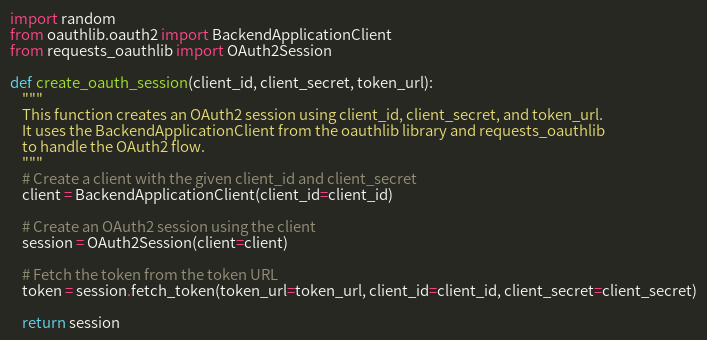 import random
from oauthlib.oauth2 import BackendApplicationClient
from requests_oauthlib import OAuth2Session

def create_oauth_session(client_id, client_secret, token_url):
    """
    This function creates an OAuth2 session using client_id, client_secret, and token_url.
    It uses the BackendApplicationClient from the oauthlib library and requests_oauthlib
    to handle the OAuth2 flow.
    """
    # Create a client with the given client_id and client_secret
    client = BackendApplicationClient(client_id=client_id)

    # Create an OAuth2 session using the client
    session = OAuth2Session(client=client)

    # Fetch the token from the token URL
    token = session.fetch_token(token_url=token_url, client_id=client_id, client_secret=client_secret)

    return session